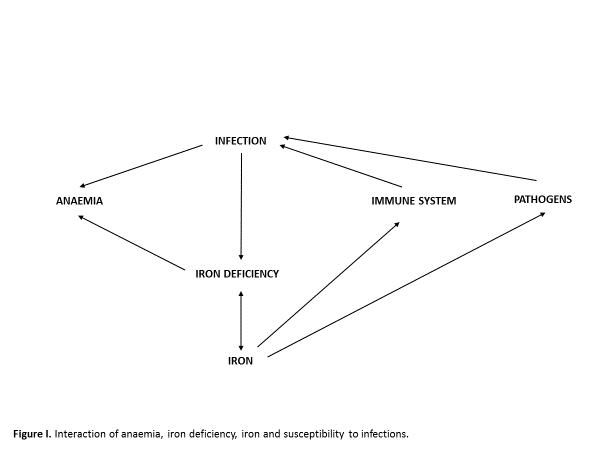 INFECTION
ANAEMIA
IMMUNE SYSTEM
PATHOGENS
IRON DEFICIENCY
IRON
Figure I. Interaction of anaemia, iron deficiency, iron and susceptibility to infections.